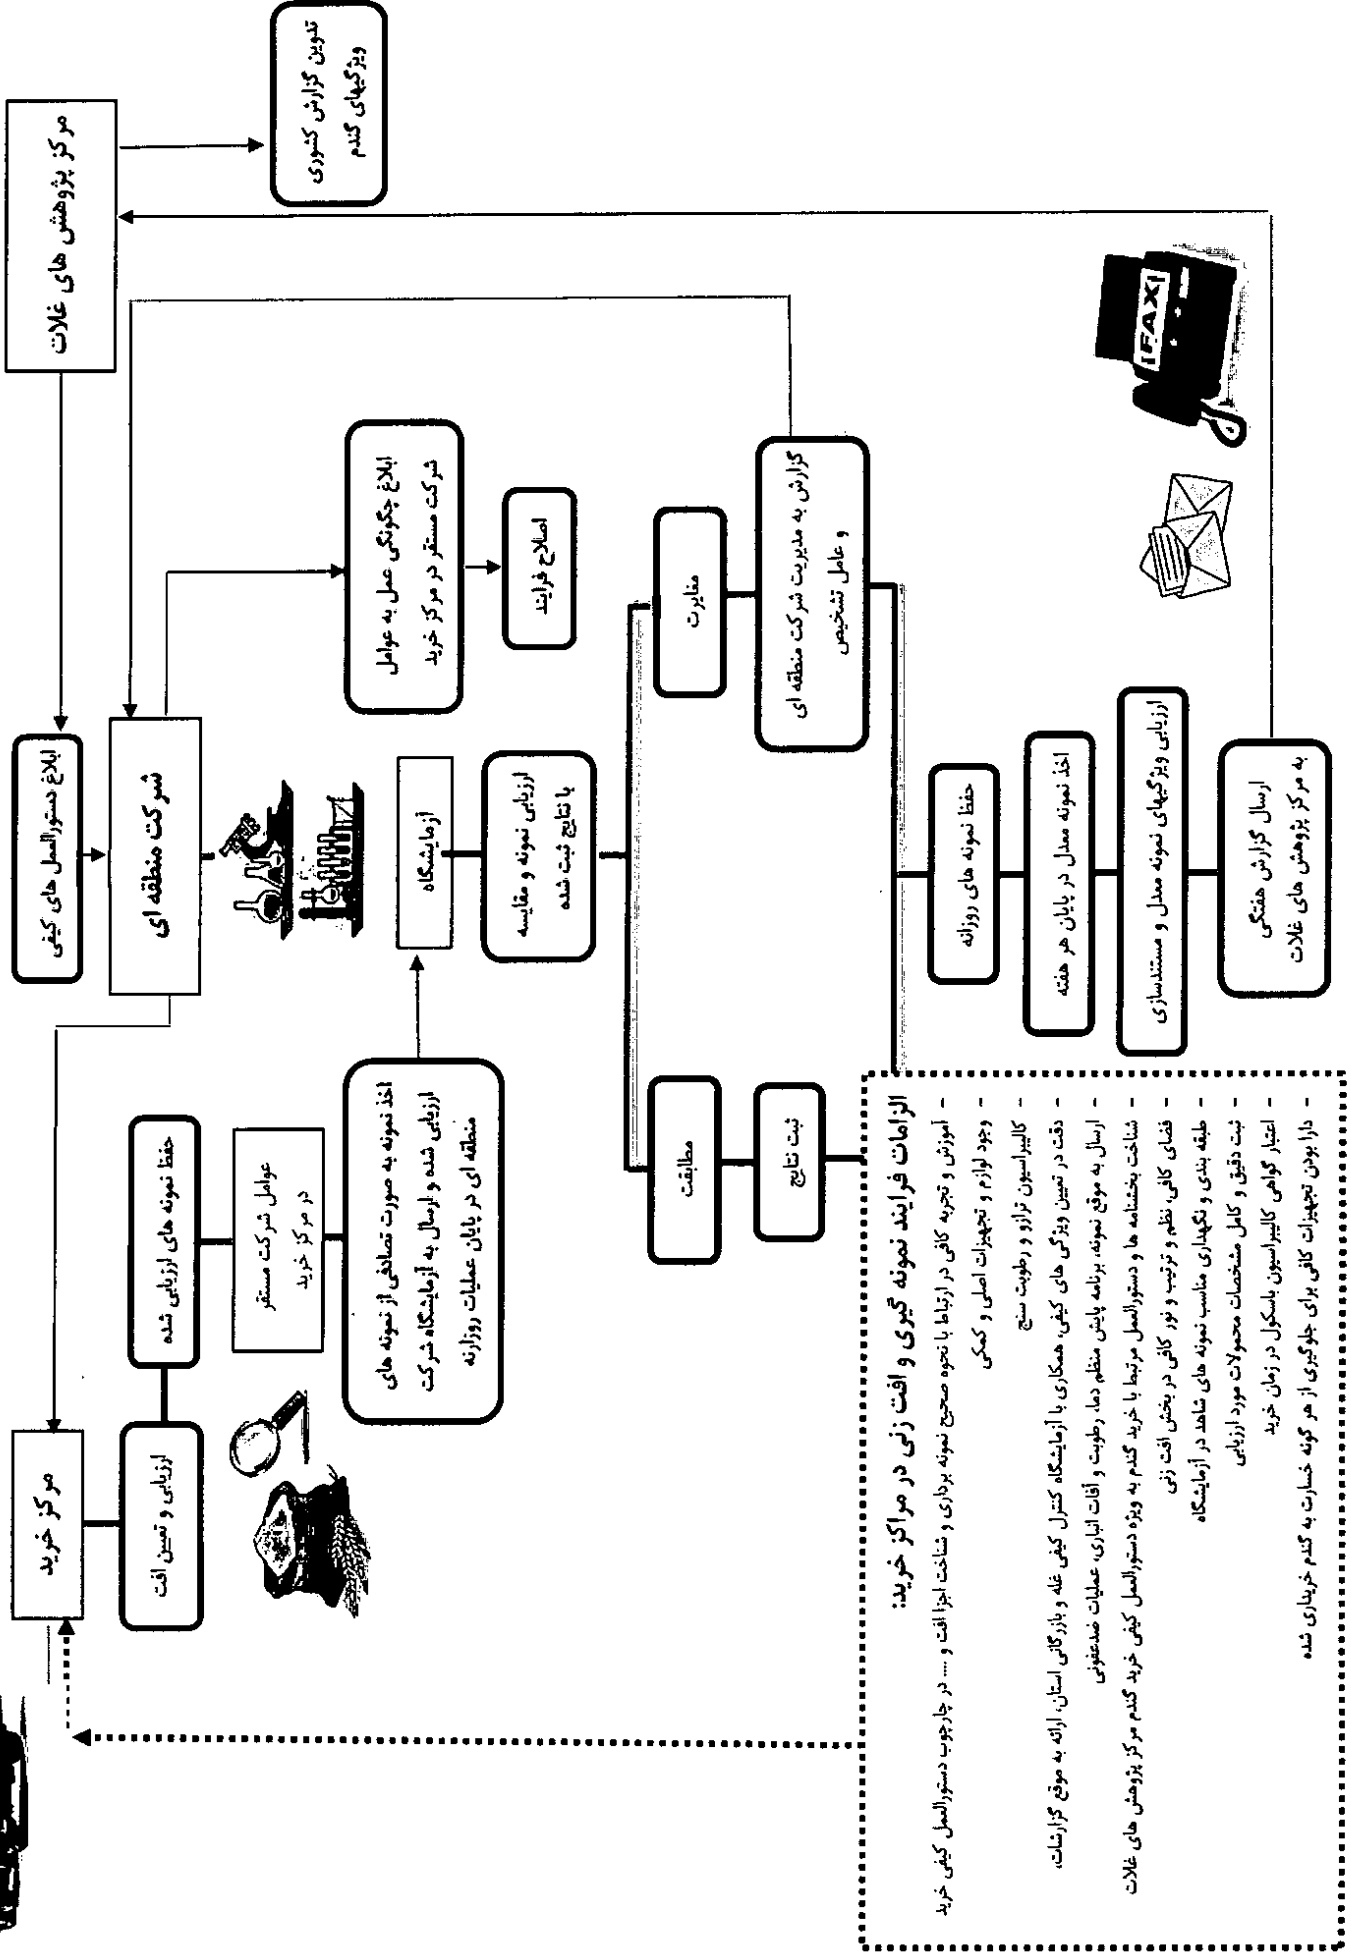 مرکز پژوهش های غلات
تدوین گزارش کشوری
ویژگیهای گندم
ابلاغ دستورالعمل های کیفی
شرکت منطقه ای
مرکز خرید
ارزیابی و تعیین افت
حفظ نمونه های ارزیابی شده
عوامل شرکت مستقر
در مرکز خرید
اخذ نمونه به صورت تصادفی از نمونه های
ارزیابی شده و ارسال به آزمایشگاه شرکت
منطقه ای در پایان عملیات روزانه
ابلاغ چگونگی عمل به عوامل
شرکت مستقر در مرکز خرید
اصلاح فرایند
آزمایشگاه
ارزیابی نمونه و مقایسه
با نتایج ثبت شده
مغایرت
مطابقت
گزارش به مدیریت شرکت منطقه ای
و عامل تشخیص
ثبت نتایج
حفظ نمونه های روزانه
اخذ نمونه معدل در پایان هر هفته
ارزیابی ویژگیهای نمونه معدل و مستندسازی
ارسال گزارش هفتگی
به مرکز پژوهش های غلات
FAX
الزامات فرایند نمونه گیری و افت زنی در مراکز خرید:
- آموزش و تجربه کافی در ارتباط با نحوه صحیح نمونه برداری و شناخت اجزا افت و .... در چارچوب دستورالعمل کیفی خرید
- وجود لوازم و تجهیزات اصلی و کمکی
- کالیبراسیون ترازو و رطوبت سنج
- دقت در تعیین ویژگی های کیفی، همکاری با آزمایشگاه کنترل کیفی غله و بازرگانی استان، ارائه به موقع گزارشات،
- ارسال به موقع نمونه، برنامه پایش منظم دما، رطوبت و آفات انباری، عملیات ضدعفونی
- شناخت بخشنامه ها و دستورالعمل مرتبط با خرید گندم به ویژه دستورالعمل کیفی خرید گندم مرکز پژوهش های غلات
- فضای کافی، نظم و ترتیب و نور کافی در بخش افت زنی
- طبقه بندی و نگهداری مناسب نمونه های شاهد در آزمایشگاه
- ثبت دقیق و کامل مشخصات محمولات مورد ارزیابی
- اعتبار گواهی کالیبراسیون باسکول در زمان خرید
- دارا بودن تجهیزات کافی برای جلوگیری از هر گونه خسارت به گندم خریداری شده